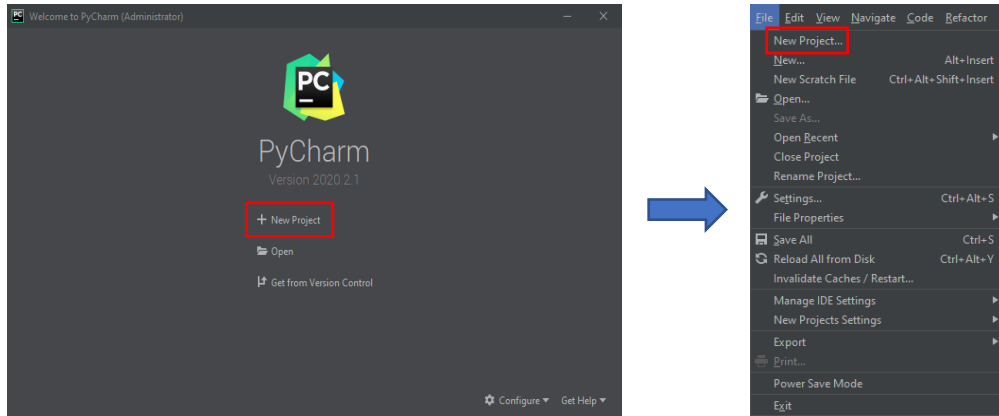 Welcome to PyCharm (Administrator)
PC
PyCharm
Version 2020.2.1
New Project
Open
Get from Version Control
Configure
Get Help
File Edit View Navigate Code Refactor
New Project...
New... Alt+Insert
New Scratch File Ctrl+Alt+Shift+Insert
Open...
Save As...
Open Recent
Close Project
Rename Project...
Settings... Ctrl+Alt+S
File Properties
Save All Ctrl+S
Reload All from Disk Ctrl+Alt+Y
Invalidate Caches / Restart...
Manage IDE Settings
New Projects Settings
Export
Print...
Power Save Mode
Exit